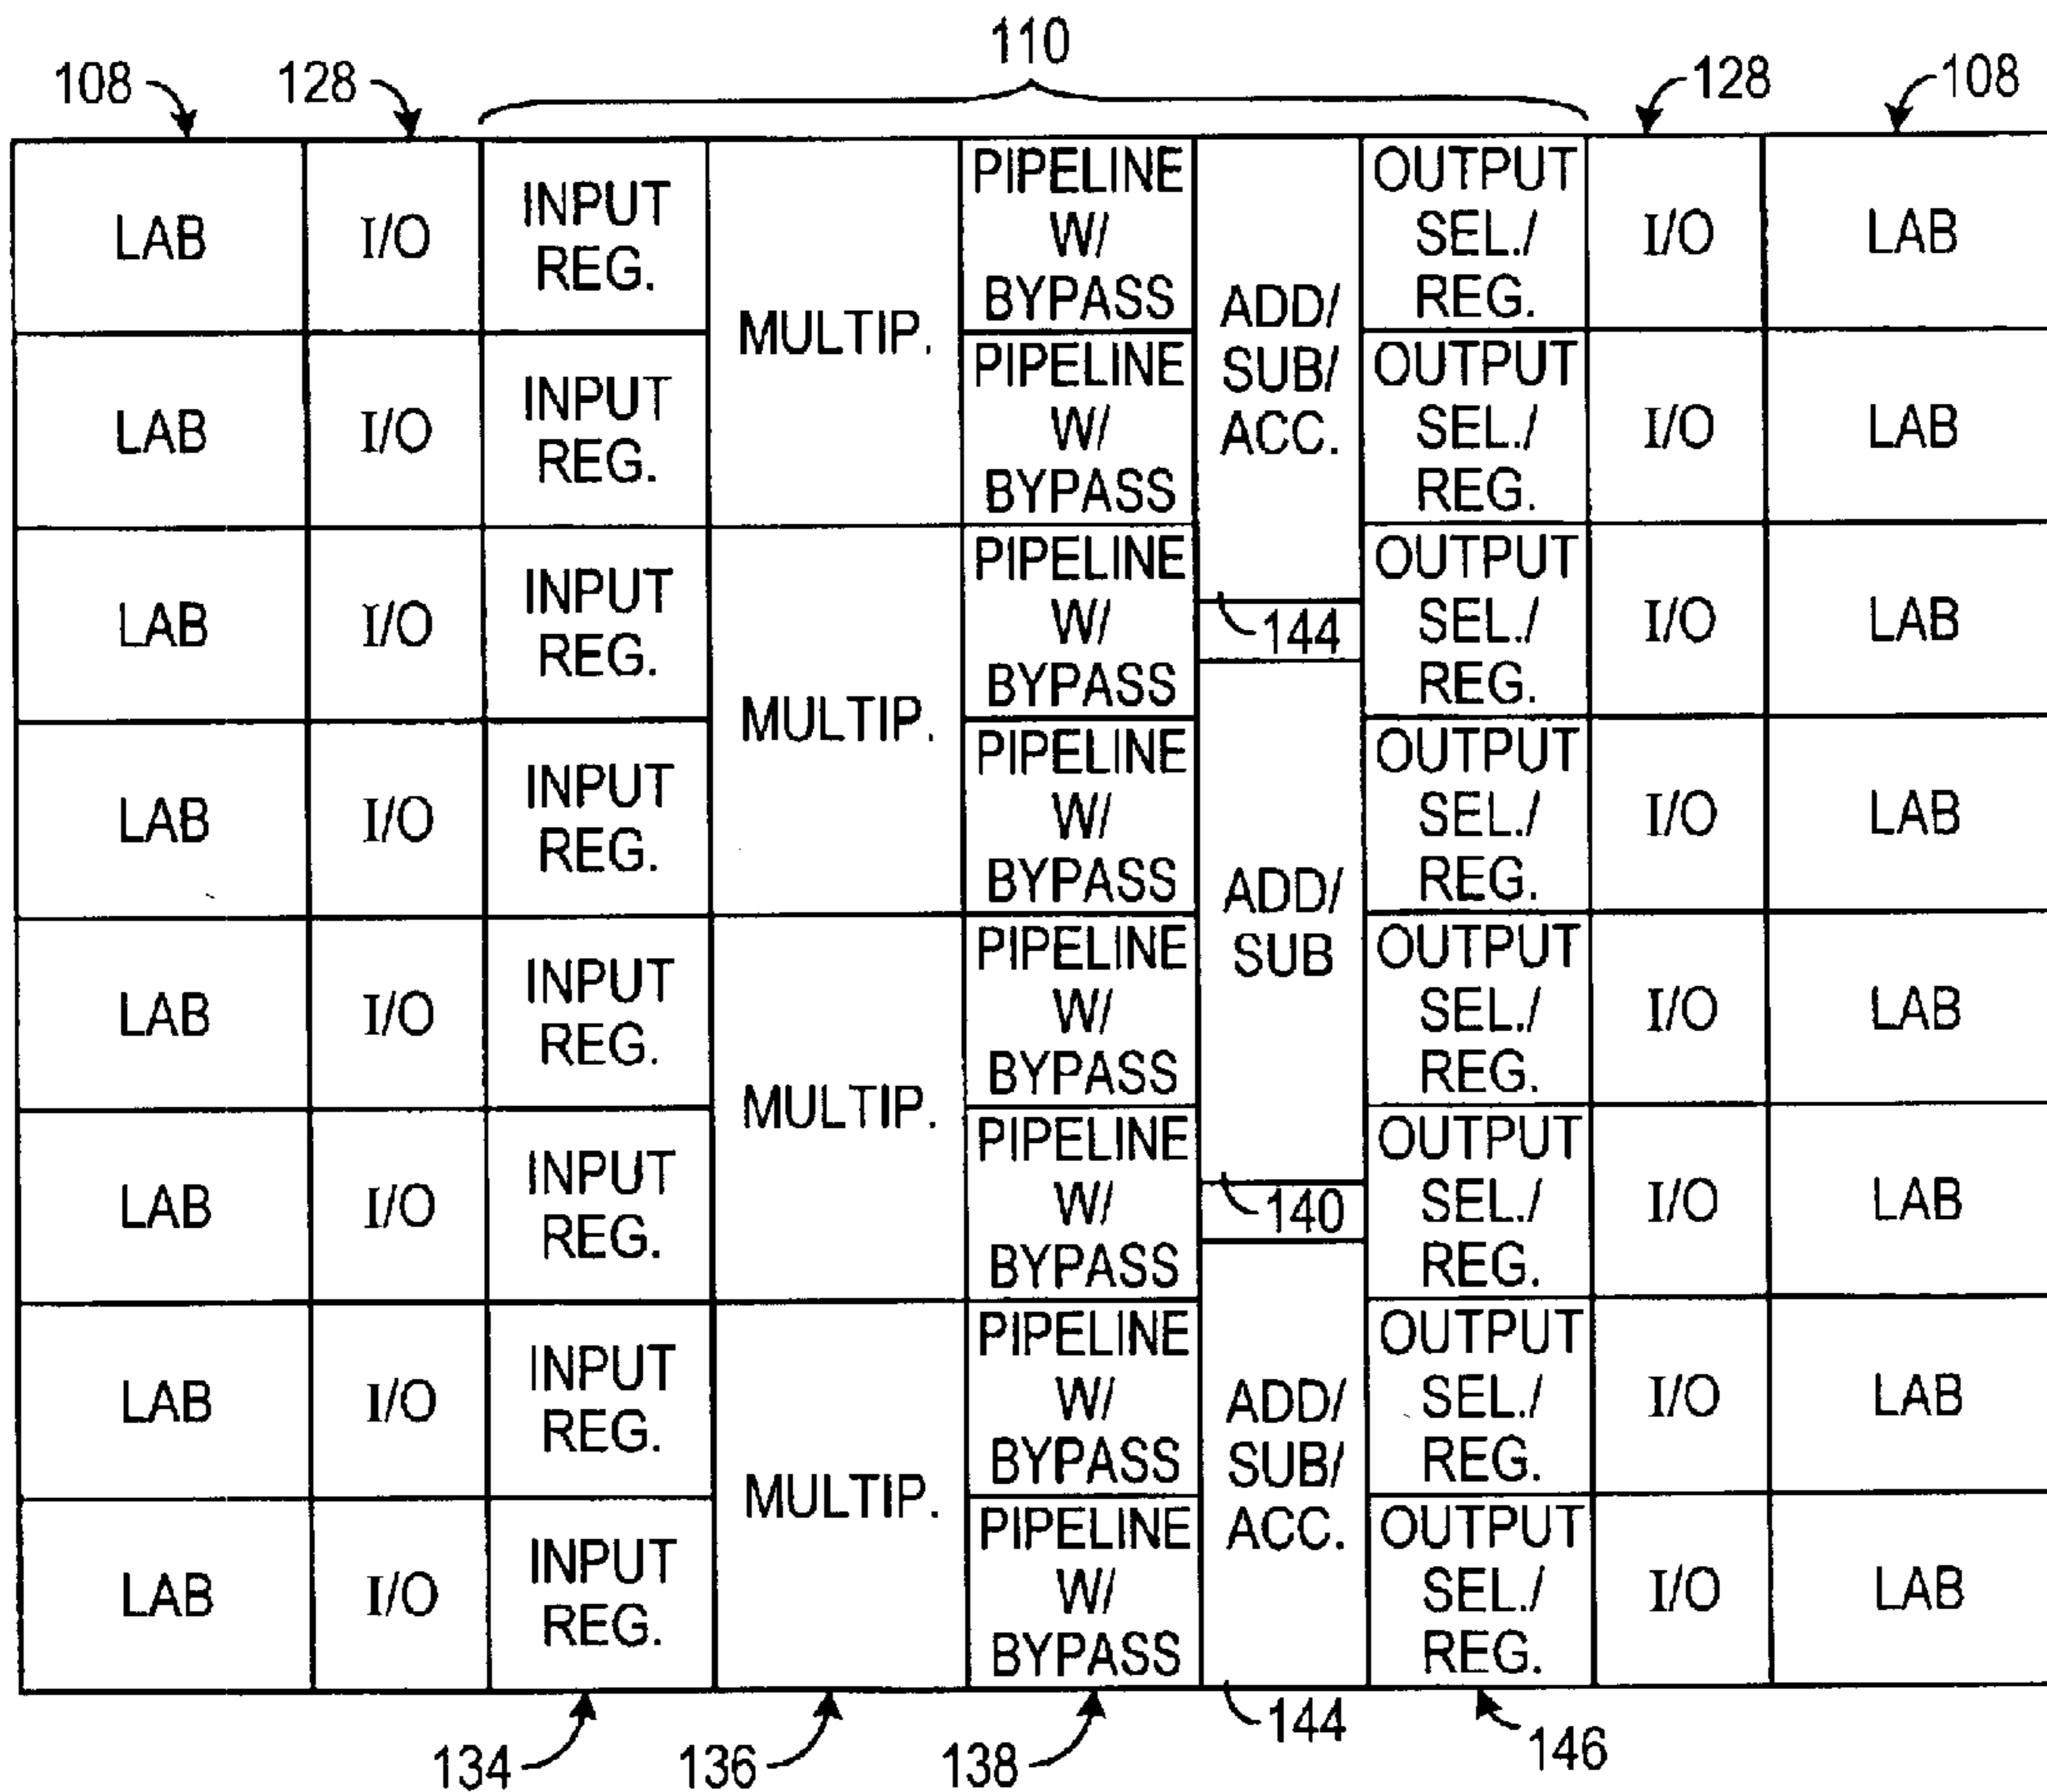 110
108 128 128 108
LAB I/O INPUT REG. MULTIP. PIPELINE W/ BYPASS ADD/ SUB/ ACC. OUTPUT SEL./ REG. I/O LAB
LAB I/O INPUT REG. PIPELINE W/ BYPASS OUTPUT SEL./ REG. I/O LAB
LAB I/O INPUT REG. MULTIP. PIPELINE W/ BYPASS 144 OUTPUT SEL./ REG. I/O LAB
LAB I/O INPUT REG. PIPELINE W/ BYPASS ADD/ SUB OUTPUT SEL./ REG. I/O LAB
LAB I/O INPUT REG. MULTIP. PIPELINE W/ BYPASS OUTPUT SEL./ REG. I/O LAB
LAB I/O INPUT REG. PIPELINE W/ BYPASS 140 OUTPUT SEL./ REG. I/O LAB
LAB I/O INPUT REG. MULTIP. PIPELINE W/ BYPASS ADD/ SUB/ ACC. OUTPUT SEL./ REG. I/O LAB
LAB I/O INPUT REG. PIPELINE W/ BYPASS OUTPUT SEL./ REG. I/O LAB
134 136 138 144 146